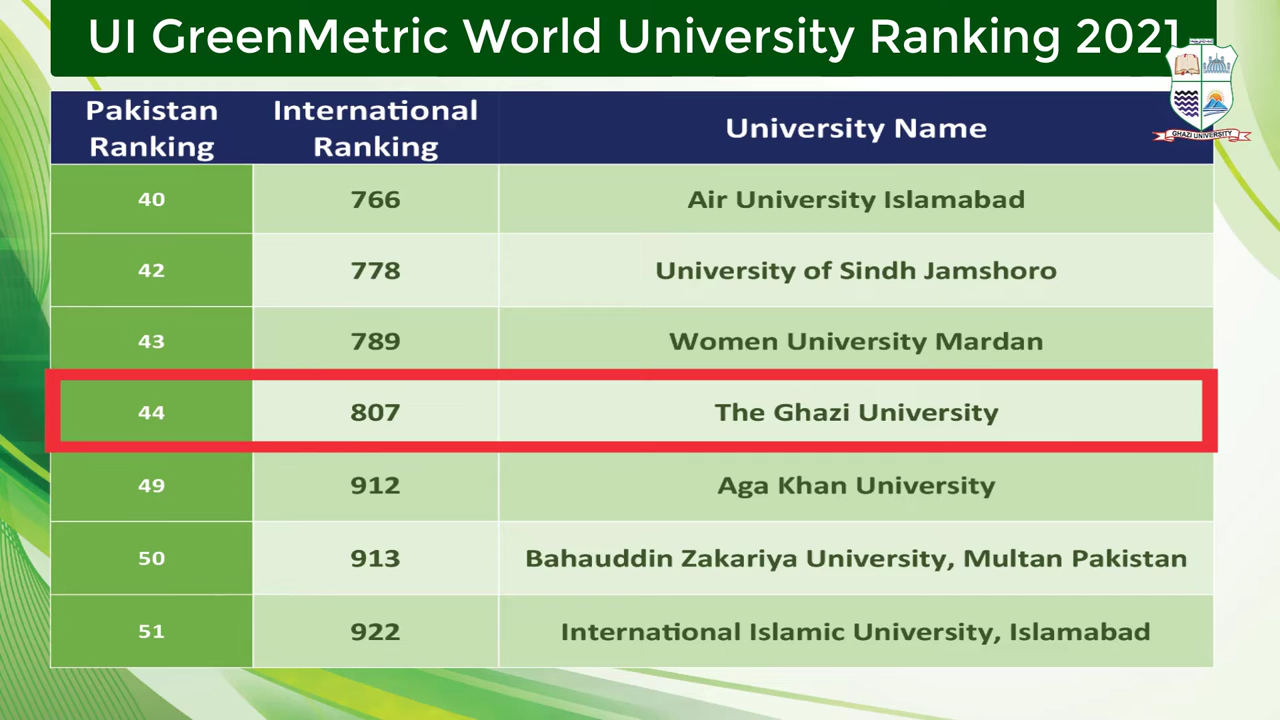 UI GreenMetric World University Ranking 2021
GHAZI UNIVERSITY
Pakistan Ranking International Ranking University Name
40 766 Air University Islamabad
42 778 University of Sindh Jamshoro
43 789 Women University Mardan
44 807 The Ghazi University
49 912 Aga Khan University
50 913 Bahauddin Zakariya University, Multan Pakistan
51 922 International Islamic University, Islamabad